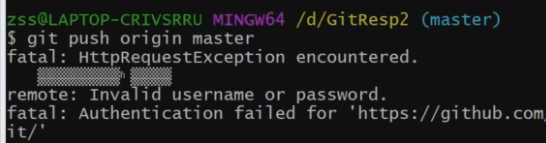 zss@LAPTOP-CRIVSRRU MINGW64 /d/GitResp2 (master)
$ git push origin master
fatal: HttpRequestException encountered.
remote: Invalid username or password.
fatal: Authentication failed for 'https://github.com/
it/'